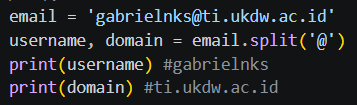 email = 'gabrielnks@ti.ukdw.ac.id'
username, domain = email.split('@')
print(username) #gabrielnks
print(domain) #ti.ukdw.ac.id